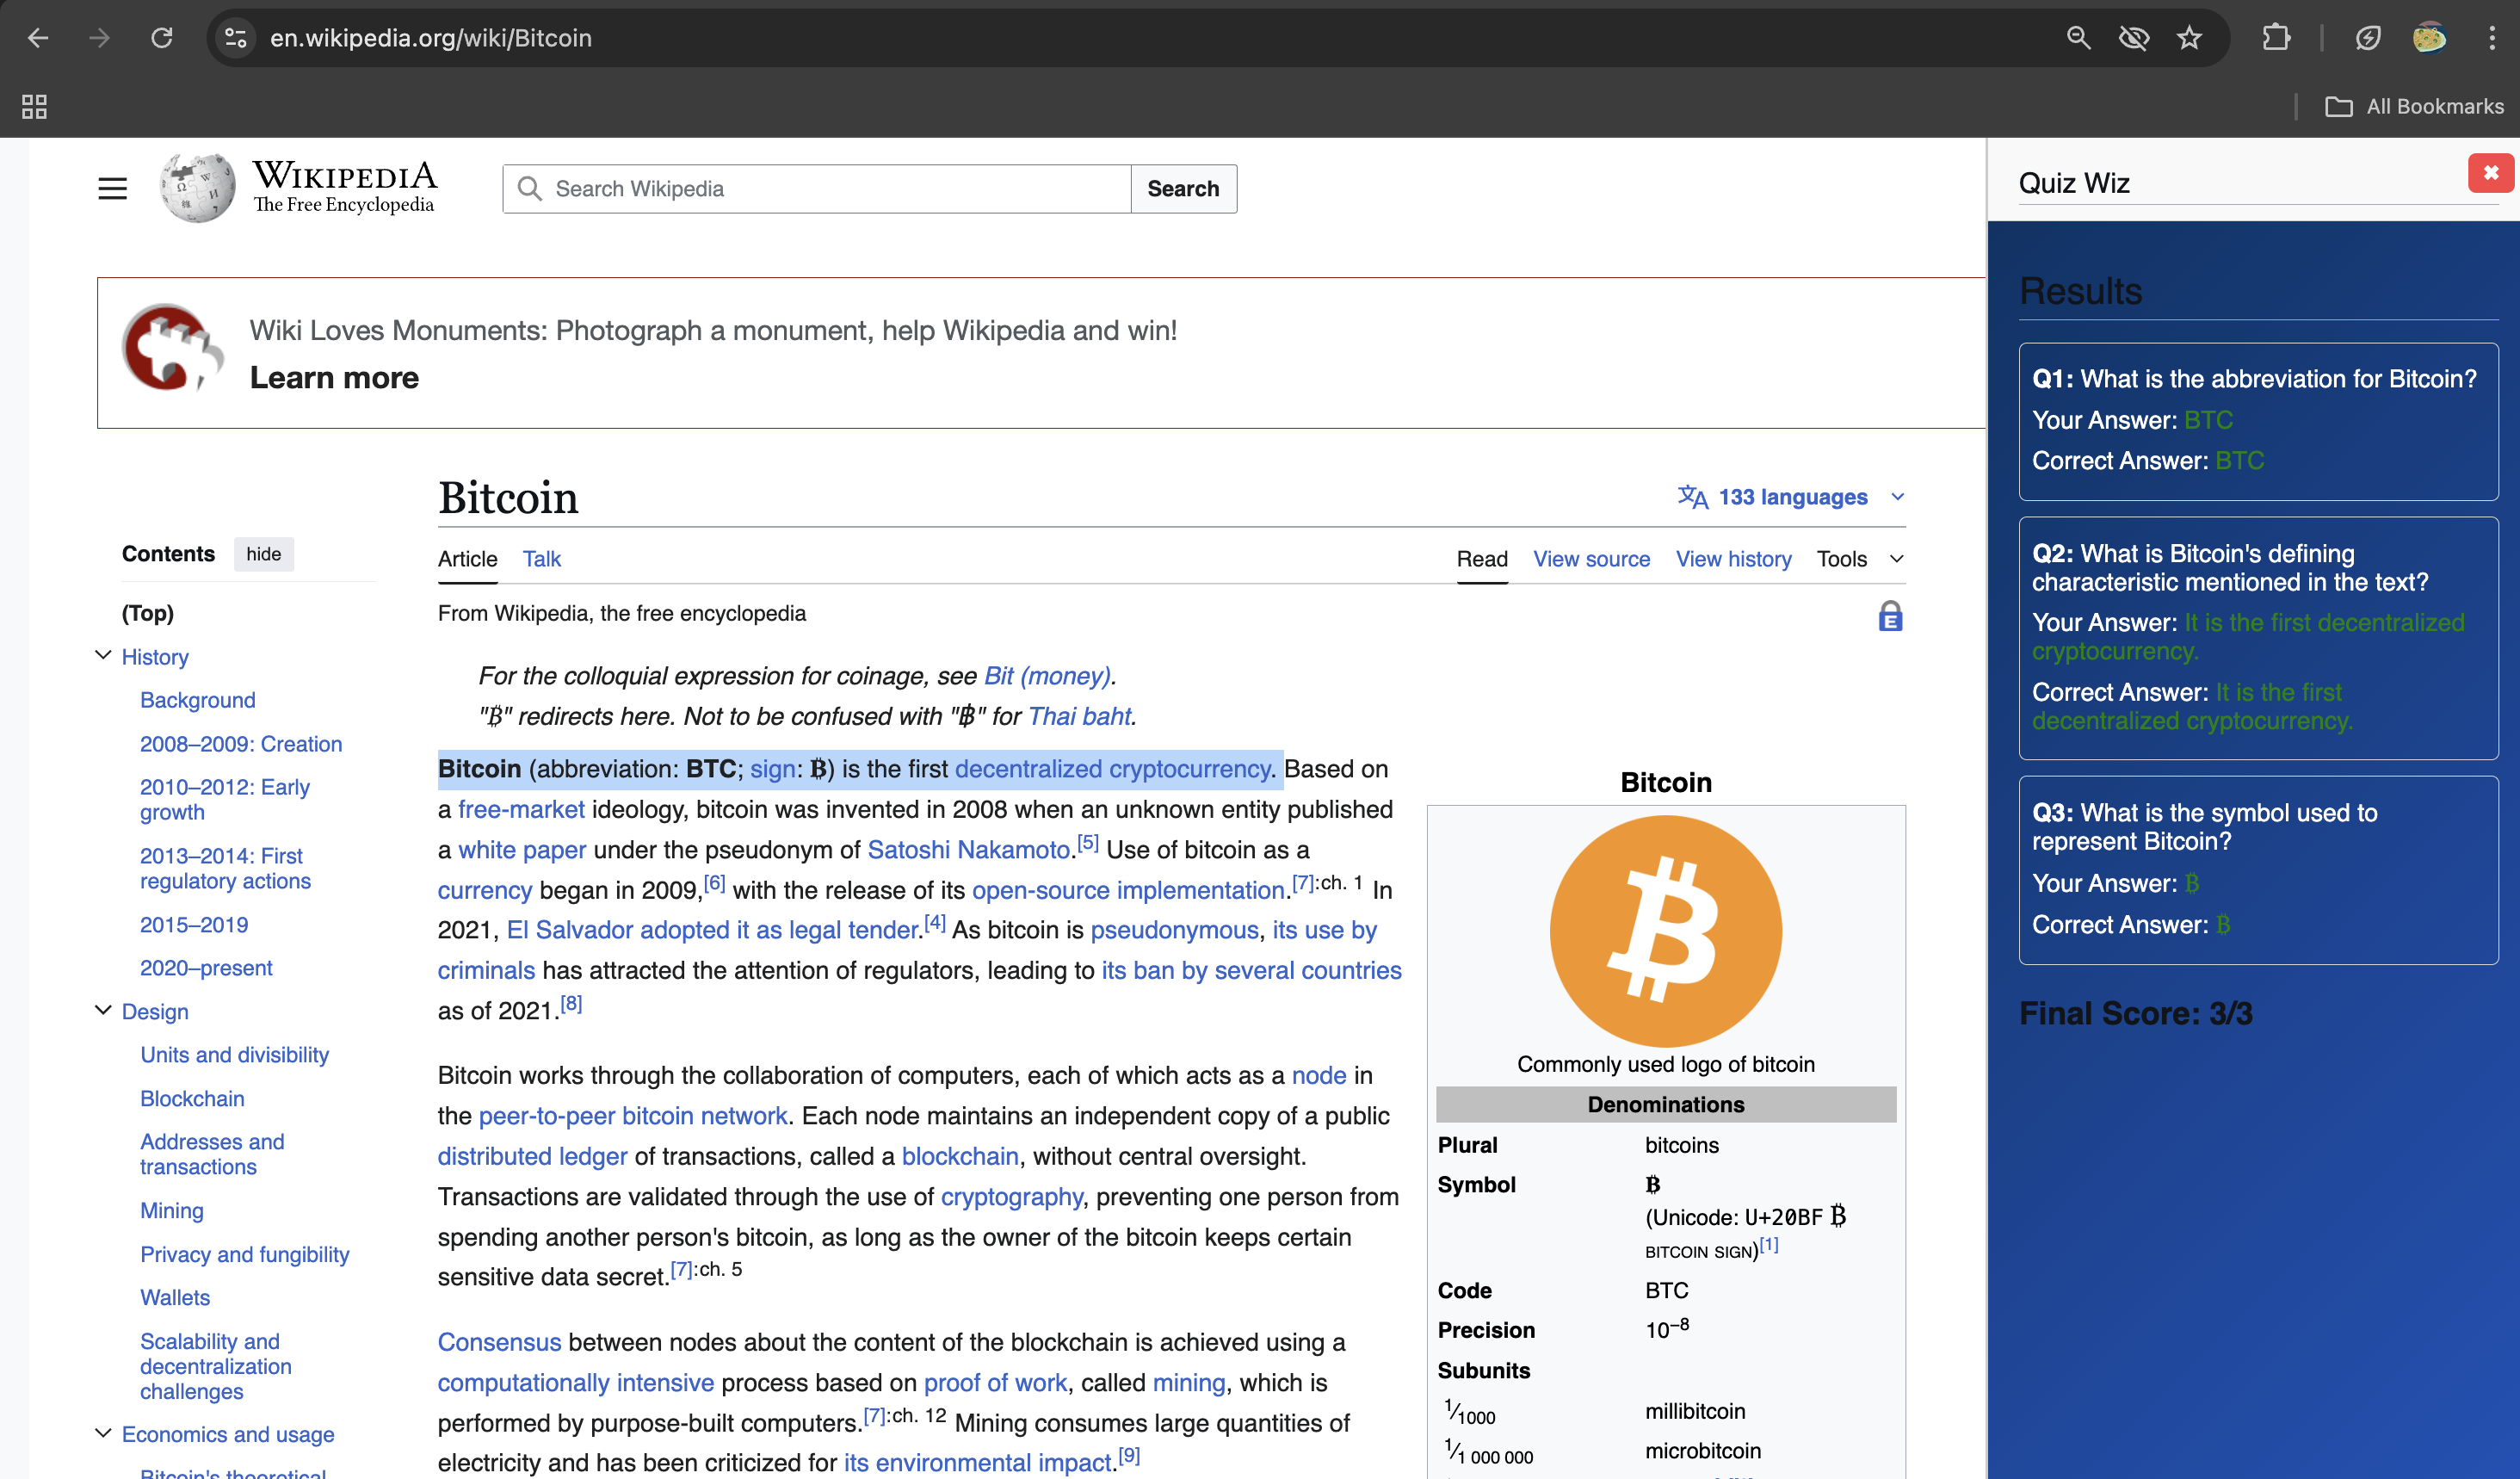 en.wikipedia.org/wiki/Bitcoin
All Bookmarks
WIKIPEDIA
The Free Encyclopedia
Search Wikipedia
Search
Wiki Loves Monuments: Photograph a monument, help Wikipedia and win!
Learn more
Contents
hide
(Top)
History
Background
2008–2009: Creation
2010–2012: Early
growth
2013–2014: First
regulatory actions
2015–2019
2020–present
Design
Units and divisibility
Blockchain
Addresses and
transactions
Mining
Privacy and fungibility
Wallets
Scalability and
decentralization
challenges
Economics and usage
Bitcoin's theoretical
Bitcoin
133 languages
Article
Talk
Read
View source
View history
Tools
From Wikipedia, the free encyclopedia
For the colloquial expression for coinage, see Bit (money).
"₿" redirects here. Not to be confused with "฿" for Thai baht.
Bitcoin (abbreviation: BTC; sign: ₿) is the first decentralized cryptocurrency. Based on
a free-market ideology, bitcoin was invented in 2008 when an unknown entity published
a white paper under the pseudonym of Satoshi Nakamoto.[5] Use of bitcoin as a
currency began in 2009,[6] with the release of its open-source implementation.[7]:ch. 1 In
2021, El Salvador adopted it as legal tender.[4] As bitcoin is pseudonymous, its use by
criminals has attracted the attention of regulators, leading to its ban by several countries
as of 2021.[8]
Bitcoin works through the collaboration of computers, each of which acts as a node in
the peer-to-peer bitcoin network. Each node maintains an independent copy of a public
distributed ledger of transactions, called a blockchain, without central oversight.
Transactions are validated through the use of cryptography, preventing one person from
spending another person's bitcoin, as long as the owner of the bitcoin keeps certain
sensitive data secret.[7]:ch. 5
Consensus between nodes about the content of the blockchain is achieved using a
computationally intensive process based on proof of work, called mining, which is
performed by purpose-built computers.[7]:ch. 12 Mining consumes large quantities of
electricity and has been criticized for its environmental impact.[9]
Bitcoin
Commonly used logo of bitcoin
Denominations
Plural bitcoins
Symbol ₿
(Unicode: U+20BF ₿
BITCOIN SIGN)[1]
Code BTC
Precision 10−8
Subunits
1⁄1000 millibitcoin
1⁄1 000 000 microbitcoin
Quiz Wiz
Results
Q1: What is the abbreviation for Bitcoin?
Your Answer: BTC
Correct Answer: BTC
Q2: What is Bitcoin's defining
characteristic mentioned in the text?
Your Answer: It is the first decentralized
cryptocurrency.
Correct Answer: It is the first
decentralized cryptocurrency.
Q3: What is the symbol used to
represent Bitcoin?
Your Answer: ₿
Correct Answer: ₿
Final Score: 3/3